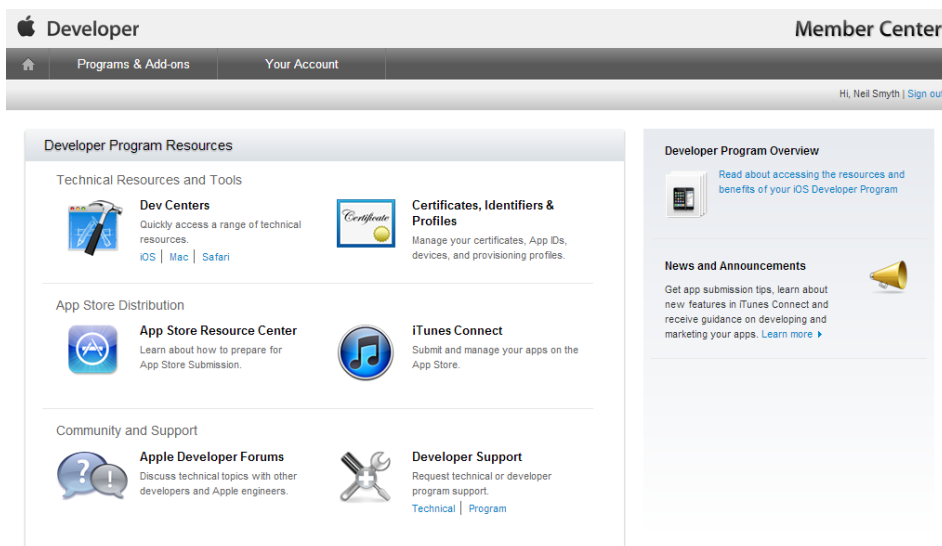 Developer
Member Center
Programs & Add-ons
Your Account
Hi, Neil Smyth | Sign out
Developer Program Resources
Technical Resources and Tools
Dev Centers
Quickly access a range of technical
resources.
iOS | Mac | Safari
Certificate
Certificates, Identifiers &
Profiles
Manage your certificates, App IDs,
devices, and provisioning profiles.
App Store Distribution
App Store Resource Center
Learn about how to prepare for
App Store Submission.
iTunes Connect
Submit and manage your apps on the
App Store.
Community and Support
Apple Developer Forums
Discuss technical topics with other
developers and Apple engineers.
Developer Support
Request technical or developer
program support.
Technical | Program
Developer Program Overview
Read about accessing the resources and
benefits of your iOS Developer Program
News and Announcements
Get app submission tips, learn about
new features in iTunes Connect and
receive guidance on developing and
marketing your apps. Learn more